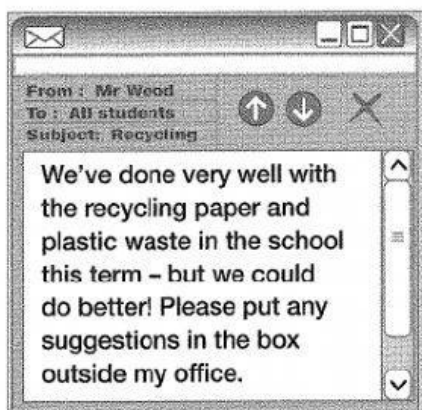 From : Mr Wood
To : All students
Subject: Recycling
We've done very well with
the recycling paper and
plastic waste in the school
this term – but we could
do better! Please put any
suggestions in the box
outside my office.